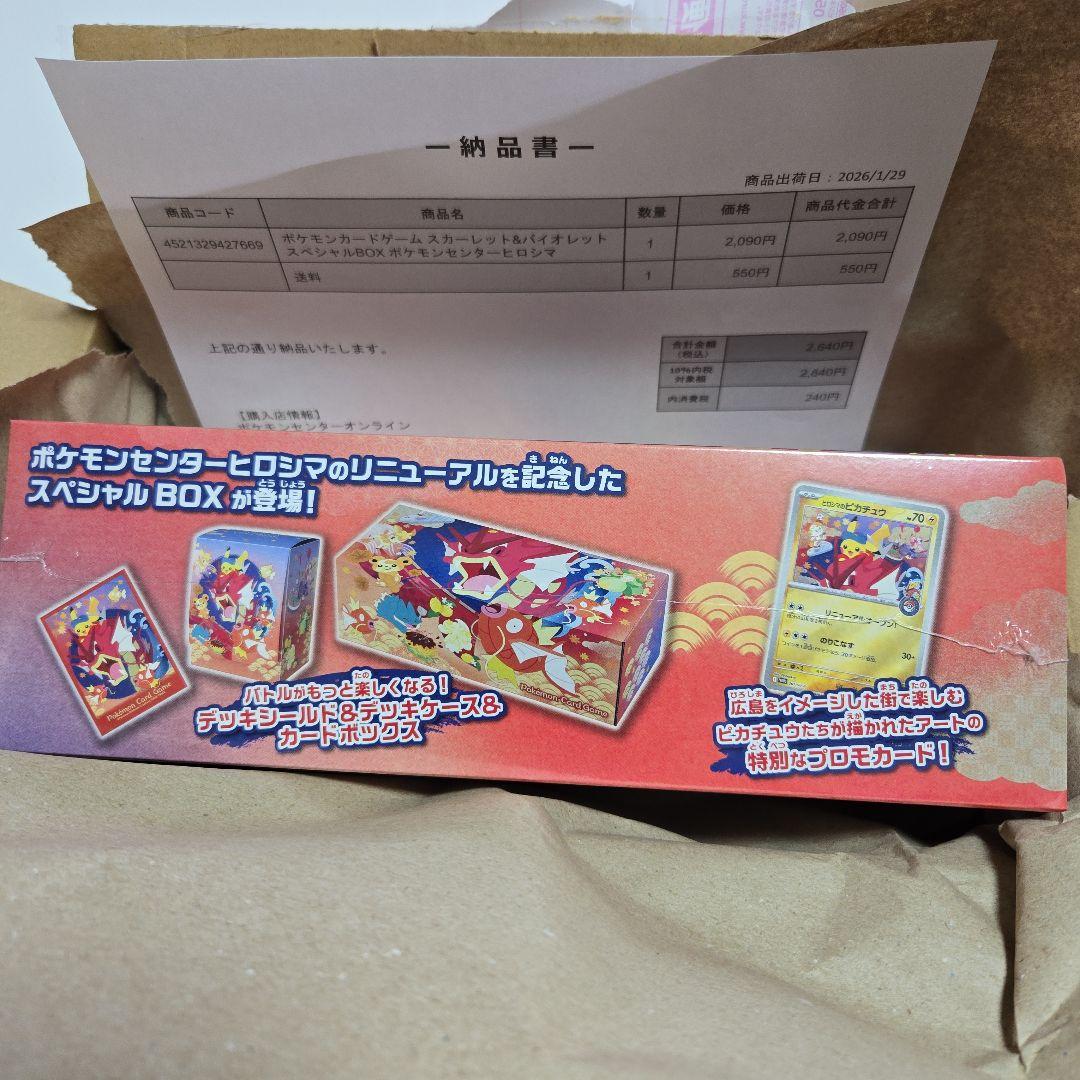 ― 納品書 ―
商品出荷日：2026/1/29
商品コード 商品名 数量 価格 商品代金合計
4521329427669 ポケモンカードゲーム スカーレット&バイオレット スペシャルBOX ポケモンセンターヒロシマ 1 2,090円 2,090円
送料 1 550円 550円
上記の通り納品いたします。
合計金額（税込） 2,640円
10%内税対象額 2,640円
内消費税 240円
【購入店情報】
ポケモンセンターオンライン
ポケモンセンターヒロシマのリニューアルを記念した
スペシャルBOXが登場！
Pokémon Card Game
Pokémon Card Game
バトルがもっと楽しくなる！
デッキシールド&デッキケース&
カードボックス
ヒロシマのピカチュウ
70
リニューアルオープン！
のりこなす
30+
広島をイメージした街で楽しむ
ピカチュウたちが描かれたアートの
特別なプロモカード！